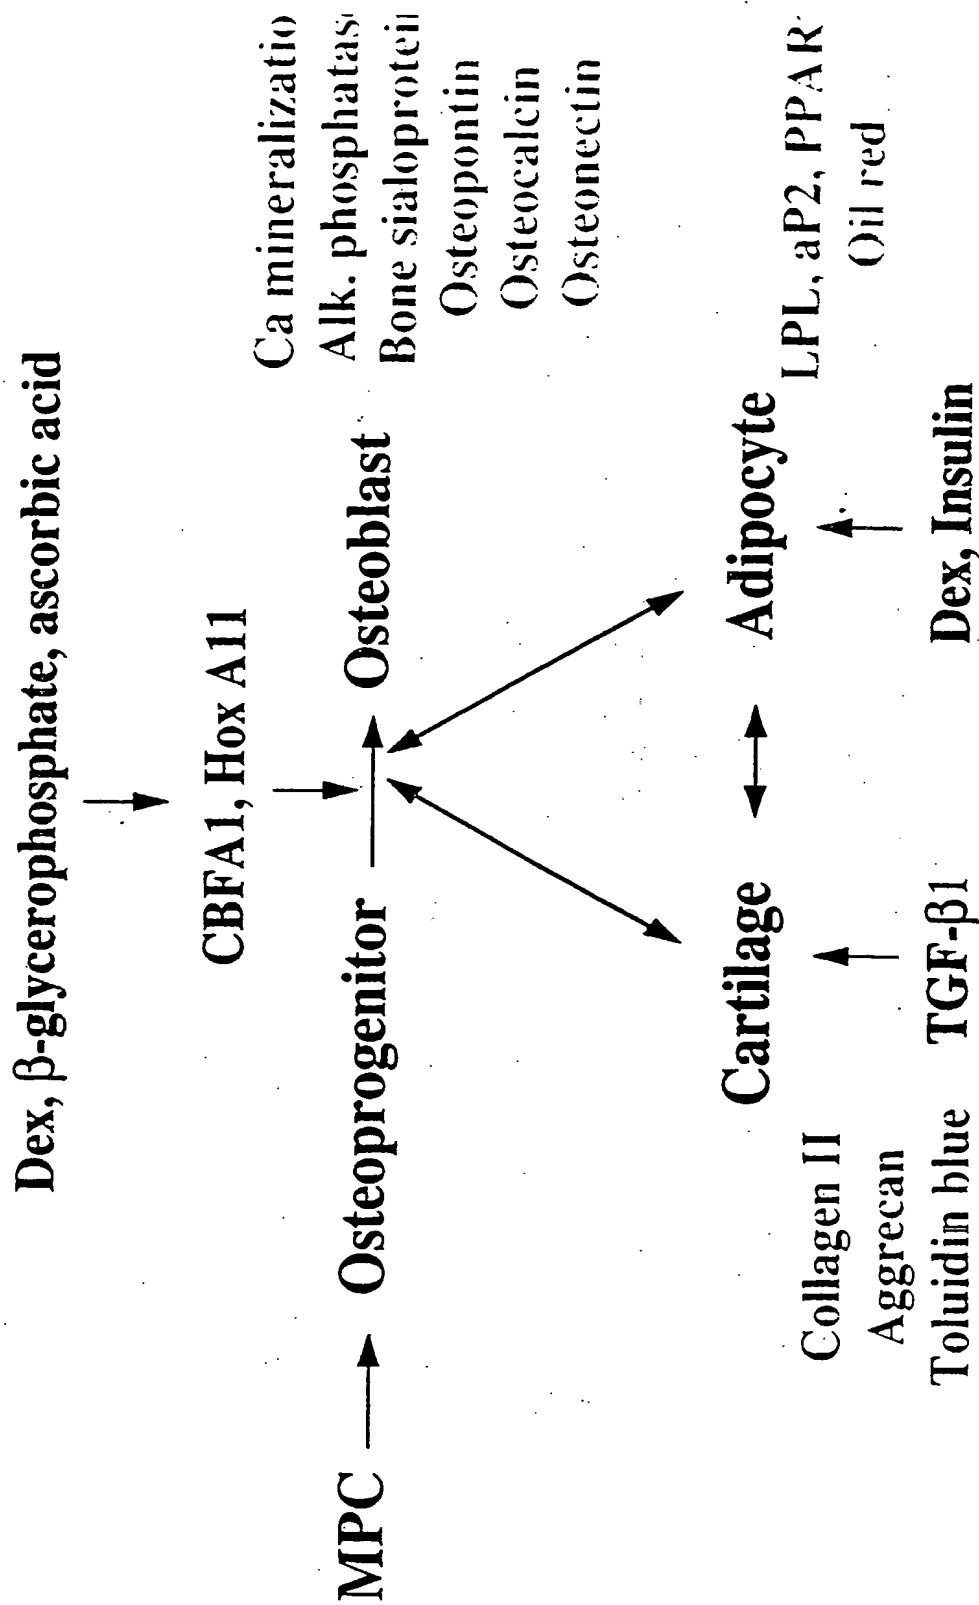 Dex, β-glycerophosphate, ascorbic acid
CBFA1, Hox A11
MPC
Osteoprogenitor
Osteoblast
Ca mineralizatio
Alk. phosphatas
Bone sialoprotei
Osteopontin
Osteocalcin
Osteonectin
Cartilage
Adipocyte
LPL, aP2, PPAR
Oil red
Collagen II
Aggrecan
Toluidin blue
TGF-β1
Dex, Insulin